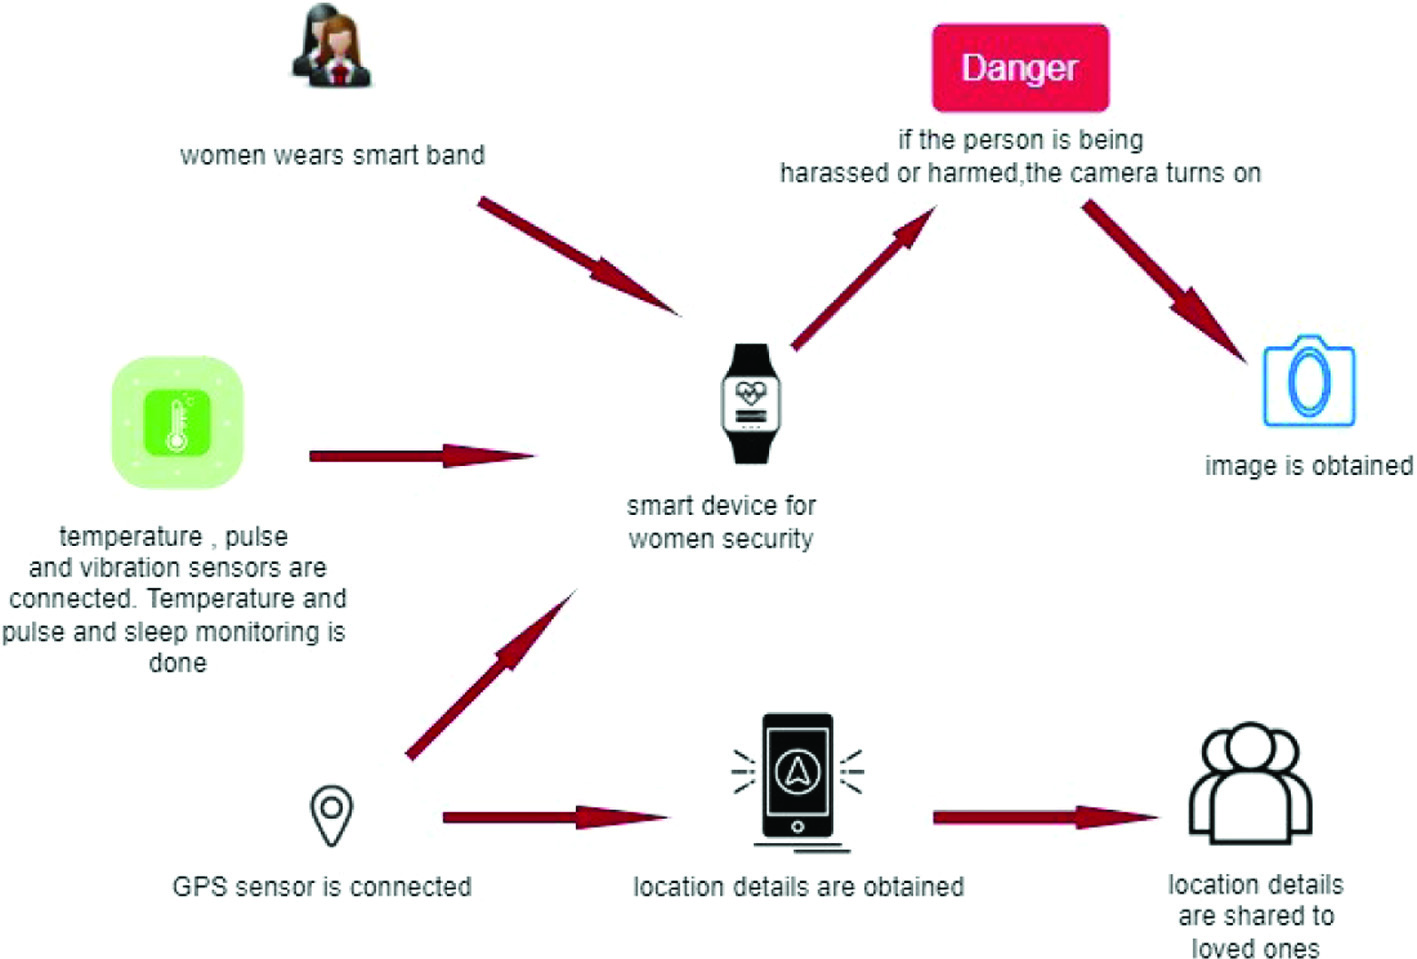 women wears smart band
Danger
if the person is being
harassed or harmed,the camera turns on
image is obtained
smart device for
women security
temperature , pulse
and vibration sensors are
connected. Temperature and
pulse and sleep monitoring is
done
GPS sensor is connected
location details are obtained
location details
are shared to
loved ones